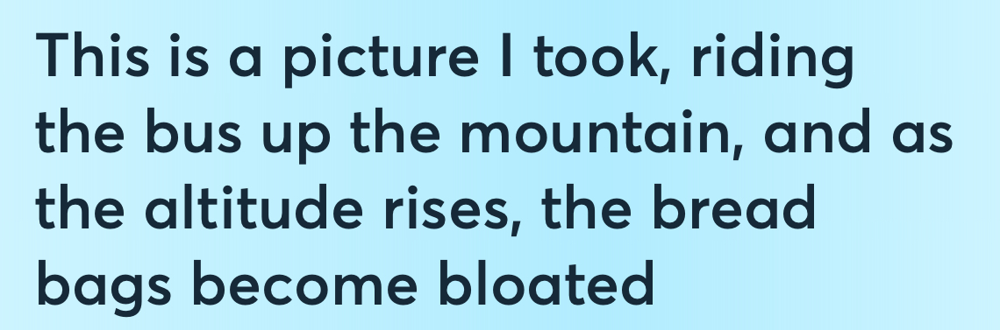 This is a picture I took, riding
the bus up the mountain, and as
the altitude rises, the bread
bags become bloated